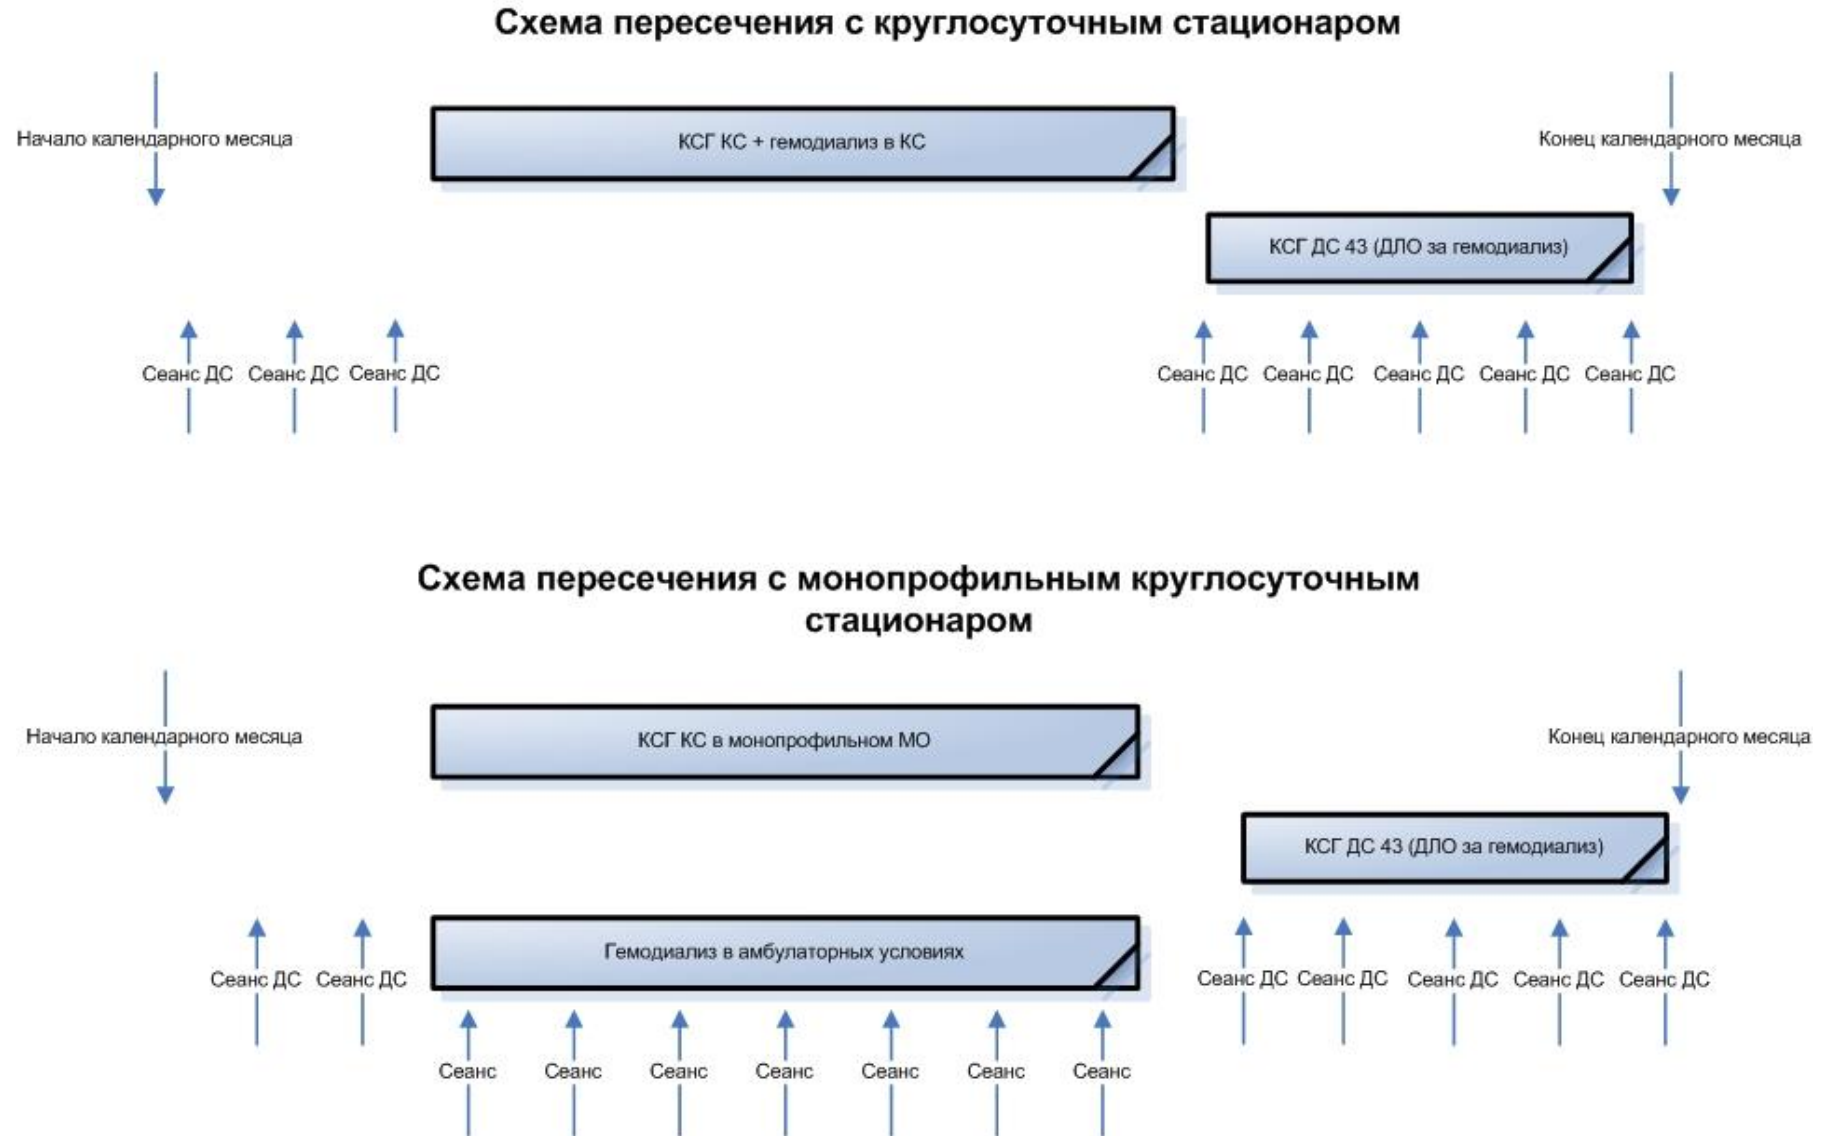 Схема пересечения с круглосуточным стационаром
Начало календарного месяца
КСГ КС + гемодиализ в КС
Конец календарного месяца
КСГ ДС 43 (ДЛО за гемодиализ)
Сеанс ДС Сеанс ДС Сеанс ДС
Сеанс ДС Сеанс ДС Сеанс ДС Сеанс ДС Сеанс ДС
Схема пересечения с монопрофильным круглосуточным
стационаром
Начало календарного месяца
КСГ КС в монопрофильном МО
Конец календарного месяца
КСГ ДС 43 (ДЛО за гемодиализ)
Сеанс ДС Сеанс ДС
Гемодиализ в амбулаторных условиях
Сеанс ДС Сеанс ДС Сеанс ДС Сеанс ДС Сеанс ДС
Сеанс Сеанс Сеанс Сеанс Сеанс Сеанс Сеанс